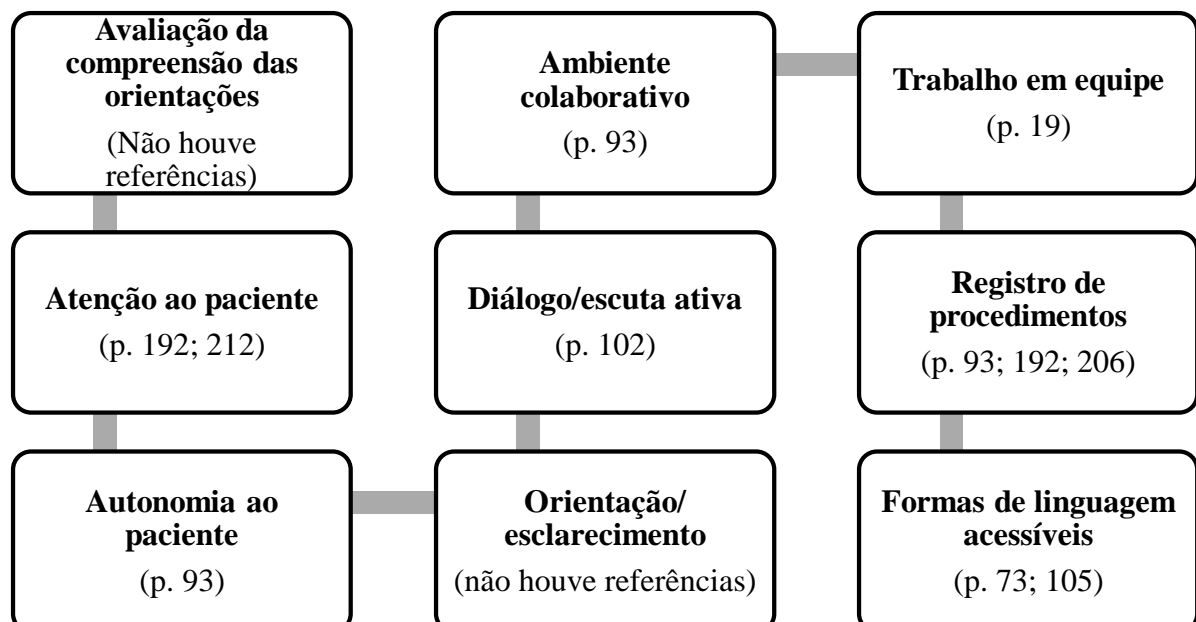 Avaliação da
compreensão das
orientações
(Não houve
referências)
Atenção ao paciente
(p. 192; 212)
Autonomia ao
paciente
(p. 93)
Orientação/
esclarecimento
(não houve referências)
Diálogo/escuta ativa
(p. 102)
Ambiente
colaborativo
(p. 93)
Trabalho em equipe
(p. 19)
Registro de
procedimentos
(p. 93; 192; 206)
Formas de linguagem
acessíveis
(p. 73; 105)